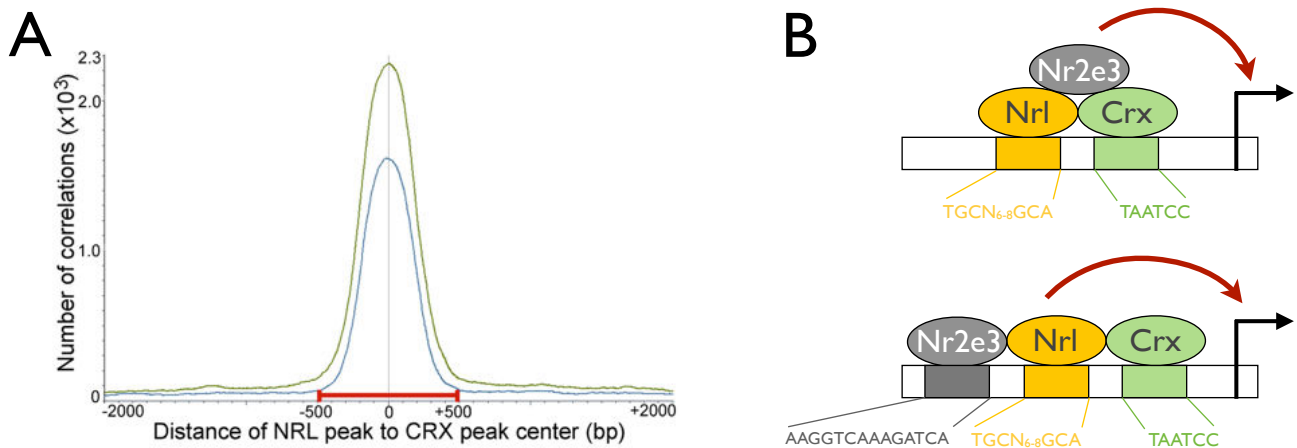 A
Number of correlations (x10³)
2.3
2.0
1.0
0
-2000
-500
0
+500
+2000
Distance of NRL peak to CRX peak center (bp)
B
Nr2e3
Nrl
Crx
TGCN₆₋₈GCA
TAATCC
Nr2e3
Nrl
Crx
AAGGTCAAAGATCA
TGCN₆₋₈GCA
TAATCC